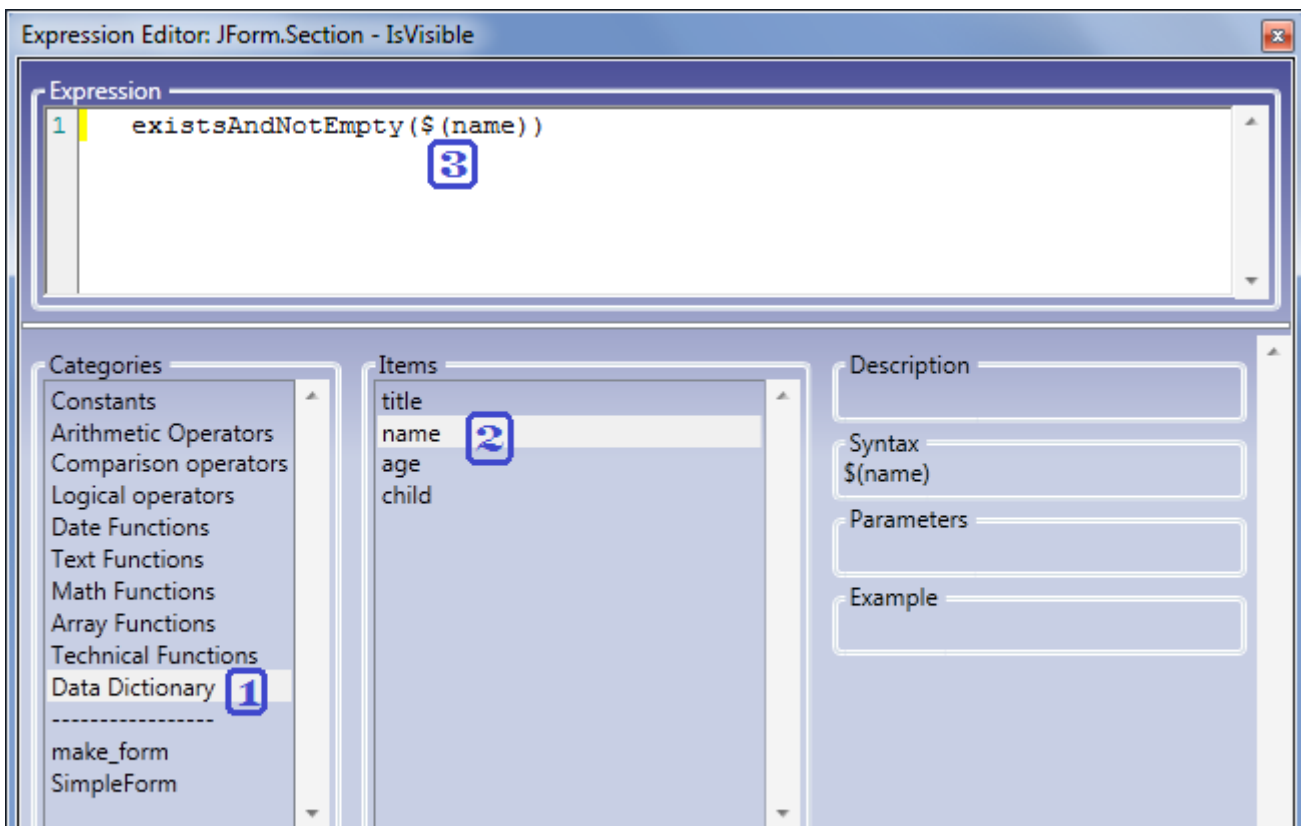 Expression Editor: JForm.Section - IsVisible
Expression
1 existsAndNotEmpty($(name))
3
Categories
Constants
Arithmetic Operators
Comparison operators
Logical operators
Date Functions
Text Functions
Math Functions
Array Functions
Technical Functions
Data Dictionary 1
-----------------
make_form
SimpleForm
Items
title
name 2
age
child
Description
Syntax
$(name)
Parameters
Example